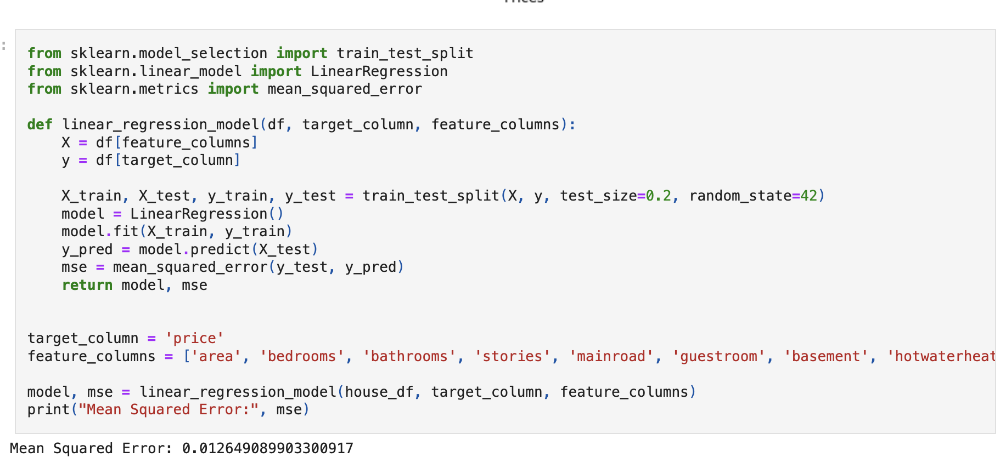 :
from sklearn.model_selection import train_test_split
from sklearn.linear_model import LinearRegression
from sklearn.metrics import mean_squared_error
def linear_regression_model(df, target_column, feature_columns):
    X = df[feature_columns]
    y = df[target_column]
    X_train, X_test, y_train, y_test = train_test_split(X, y, test_size=0.2, random_state=42)
    model = LinearRegression()
    model.fit(X_train, y_train)
    y_pred = model.predict(X_test)
    mse = mean_squared_error(y_test, y_pred)
    return model, mse
target_column = 'price'
feature_columns = ['area', 'bedrooms', 'bathrooms', 'stories', 'mainroad', 'guestroom', 'basement', 'hotwaterheat
model, mse = linear_regression_model(house_df, target_column, feature_columns)
print("Mean Squared Error:", mse)
Mean Squared Error: 0.012649089903300917